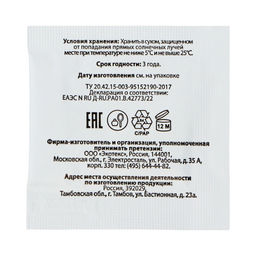 Условия хранения: Хранить в сухом, защищенном
от попадания прямых солнечных лучей
месте при температуре не ниже 5°С и не выше 25°С.
Срок годности: 3 года.
Дата изготовления см. на упаковке
ТУ 20.42.15-003-95152190-2017
Декларация о соответствии:
ЕАЭС N RU Д-RU.РА01.В.42773/22
EAC
C/PAP
12 M
Фирма-изготовитель и организация, уполномоченная
принимать претензии:
ООО «Экотекс», Россия, 144001,
Московская обл., г. Электросталь, ул. Рабочая, д. 35 А,
корп. 330 тел: (495) 644-44-82.
Адрес места осуществления деятельности
по изготовлению продукции:
Россия, 392029,
Тамбовская обл., г. Тамбов, ул. Бастионная, д. 23а.